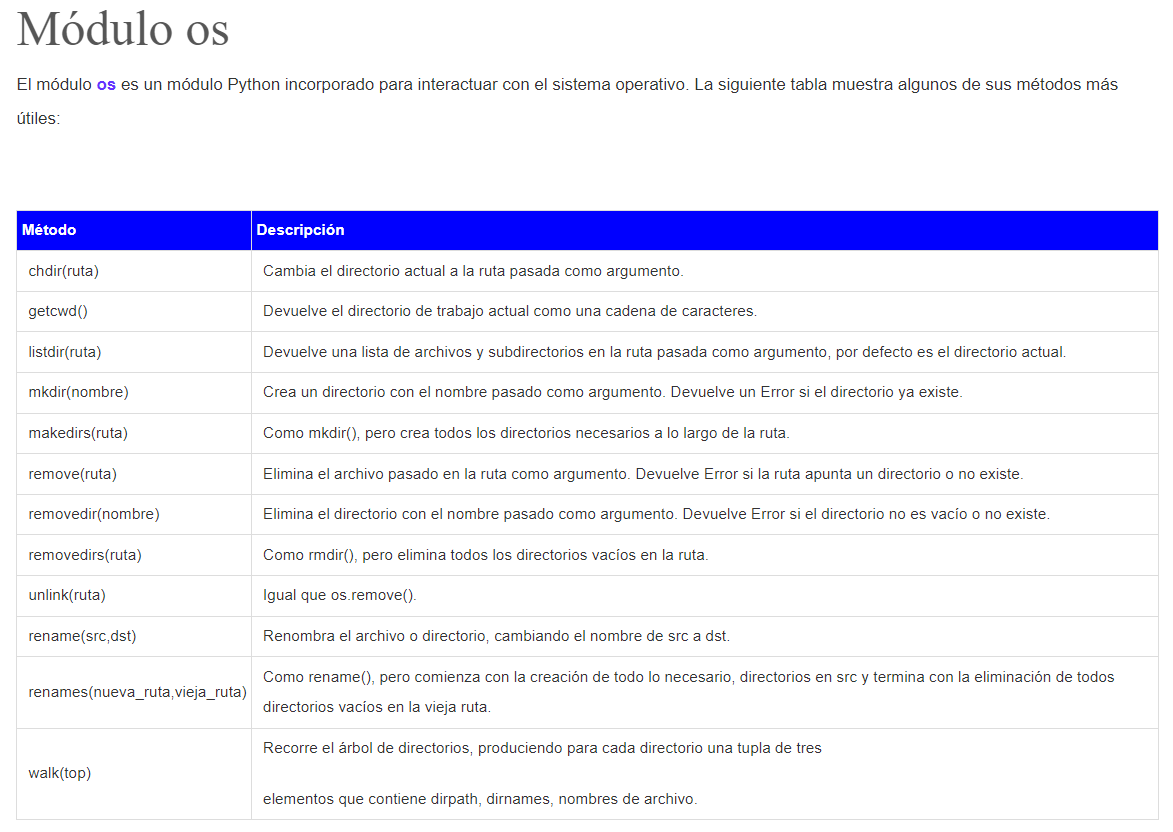 Módulo os
El módulo os es un módulo Python incorporado para interactuar con el sistema operativo. La siguiente tabla muestra algunos de sus métodos más
útiles:
Método Descripción
chdir(ruta) Cambia el directorio actual a la ruta pasada como argumento.
getcwd() Devuelve el directorio de trabajo actual como una cadena de caracteres.
listdir(ruta) Devuelve una lista de archivos y subdirectorios en la ruta pasada como argumento, por defecto es el directorio actual.
mkdir(nombre) Crea un directorio con el nombre pasado como argumento. Devuelve un Error si el directorio ya existe.
makedirs(ruta) Como mkdir(), pero crea todos los directorios necesarios a lo largo de la ruta.
remove(ruta) Elimina el archivo pasado en la ruta como argumento. Devuelve Error si la ruta apunta un directorio o no existe.
removedir(nombre) Elimina el directorio con el nombre pasado como argumento. Devuelve Error si el directorio no es vacío o no existe.
removedirs(ruta) Como rmdir(), pero elimina todos los directorios vacíos en la ruta.
unlink(ruta) Igual que os.remove().
rename(src,dst) Renombra el archivo o directorio, cambiando el nombre de src a dst.
renames(nueva_ruta,vieja_ruta) Como rename(), pero comienza con la creación de todo lo necesario, directorios en src y termina con la eliminación de todos
directorios vacíos en la vieja ruta.
walk(top) Recorre el árbol de directorios, produciendo para cada directorio una tupla de tres
elementos que contiene dirpath, dirnames, nombres de archivo.